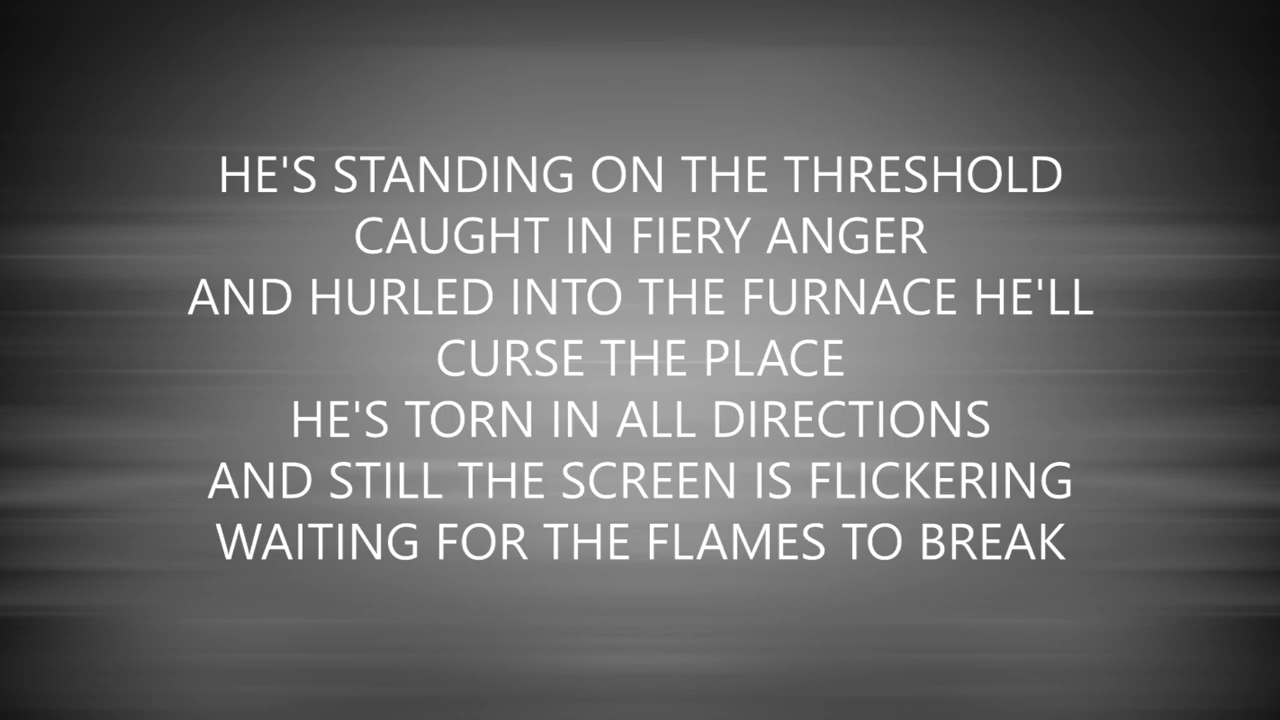 HE'S STANDING ON THE THRESHOLD
CAUGHT IN FIERY ANGER
AND HURLED INTO THE FURNACE HE'LL
CURSE THE PLACE
HE'S TORN IN ALL DIRECTIONS
AND STILL THE SCREEN IS FLICKERING
WAITING FOR THE FLAMES TO BREAK